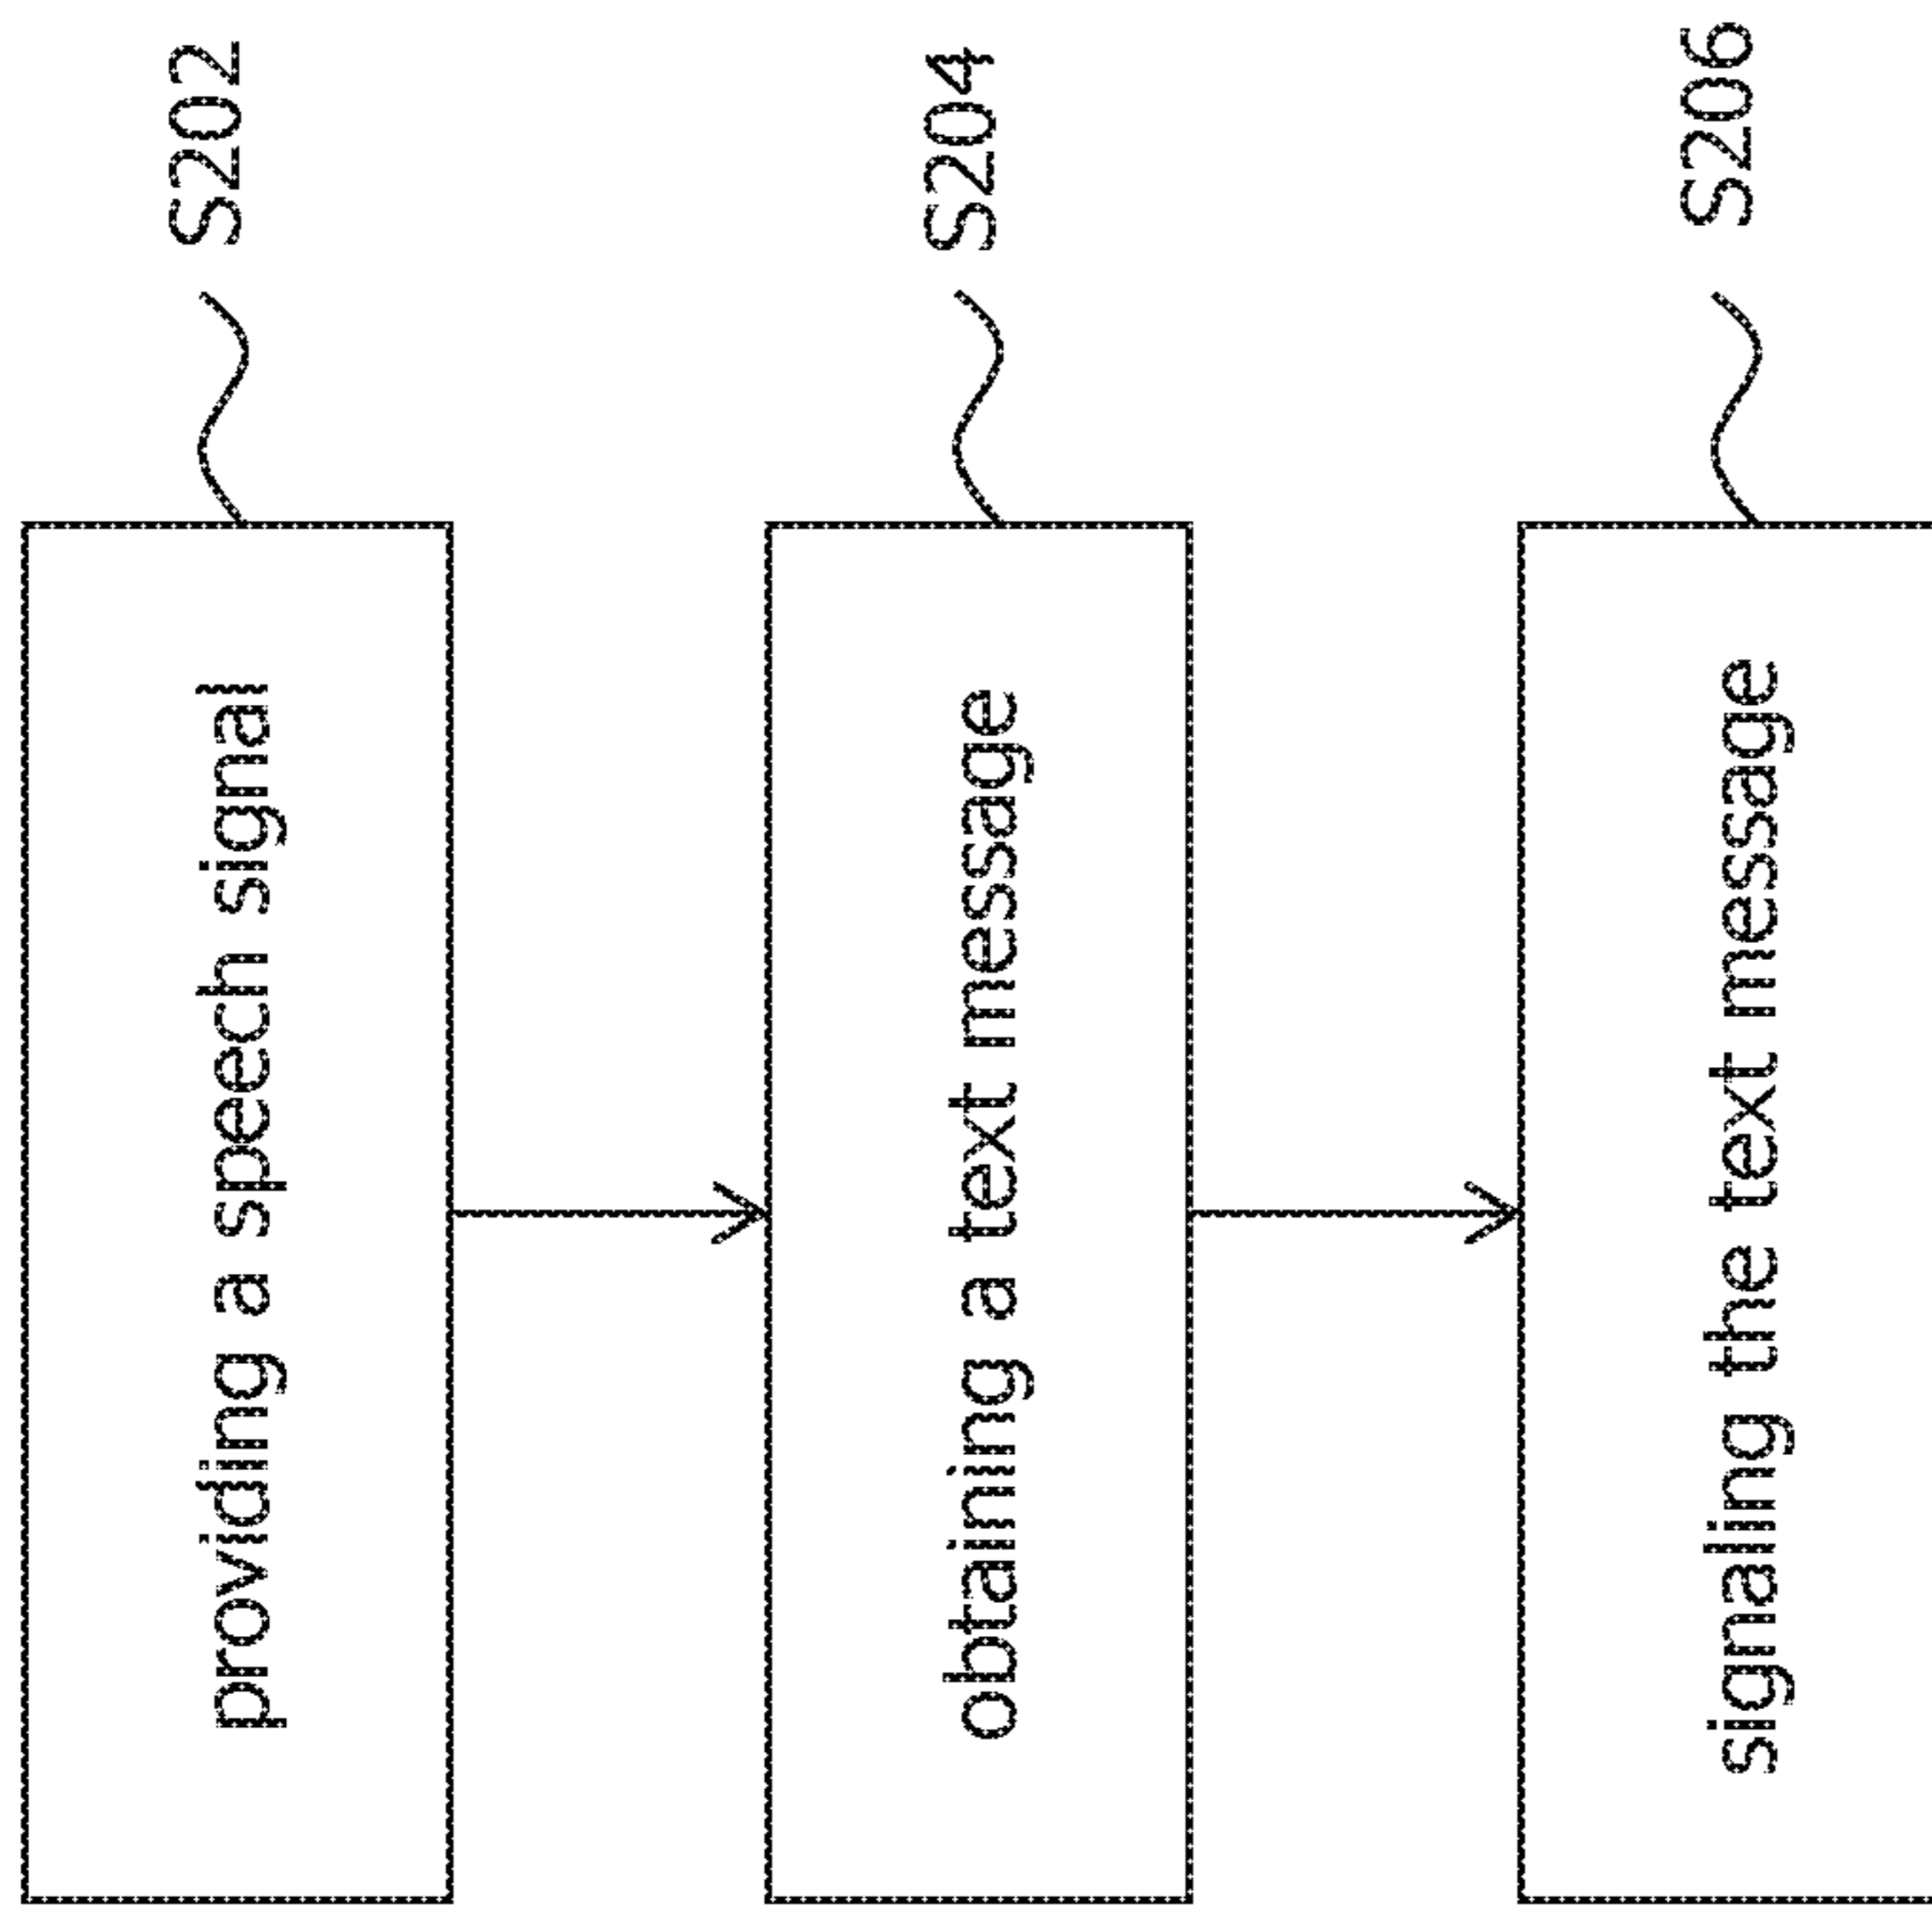 providing a speech signal
S202
obtaining a text message
S204
signaling the text message
S206